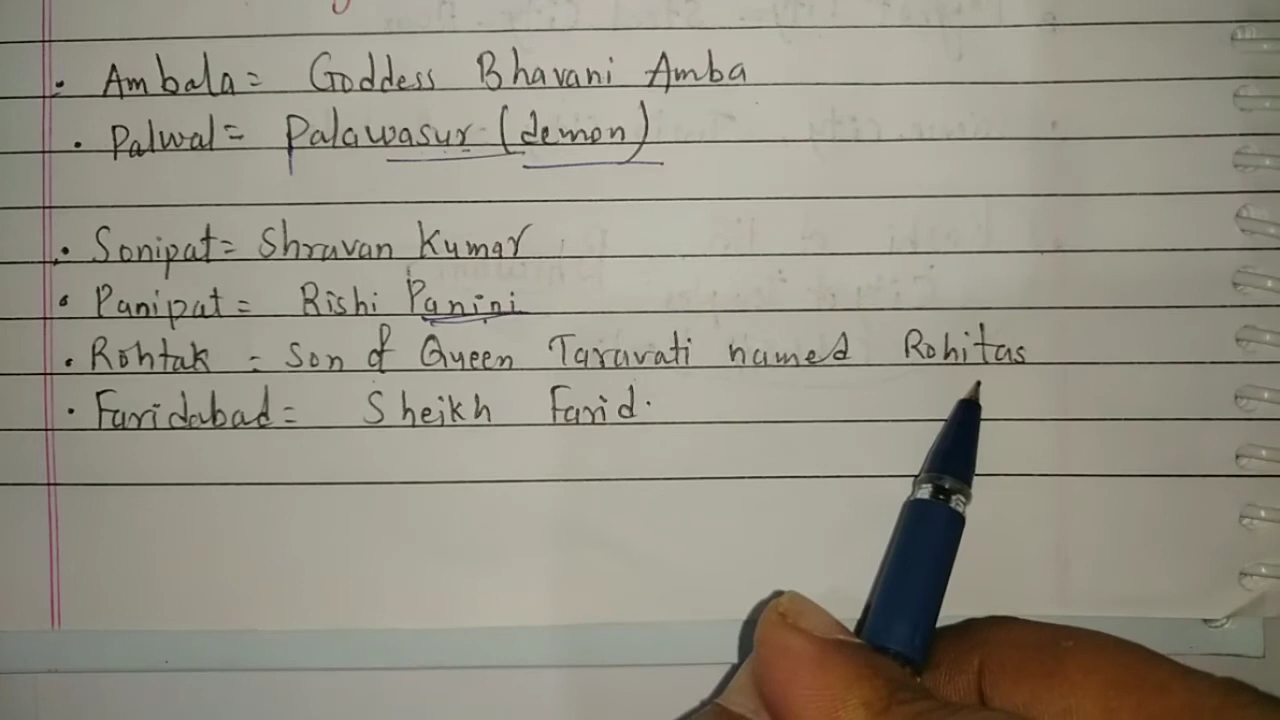 • Ambala = Goddess Bhavani Amba
• Palwal = Palawasur (demon)
• Sonipat = Shravan Kumar
• Panipat = Rishi Panini
• Rohtak = Son of Queen Taravati named Rohitas
• Faridabad = Sheikh Farid.